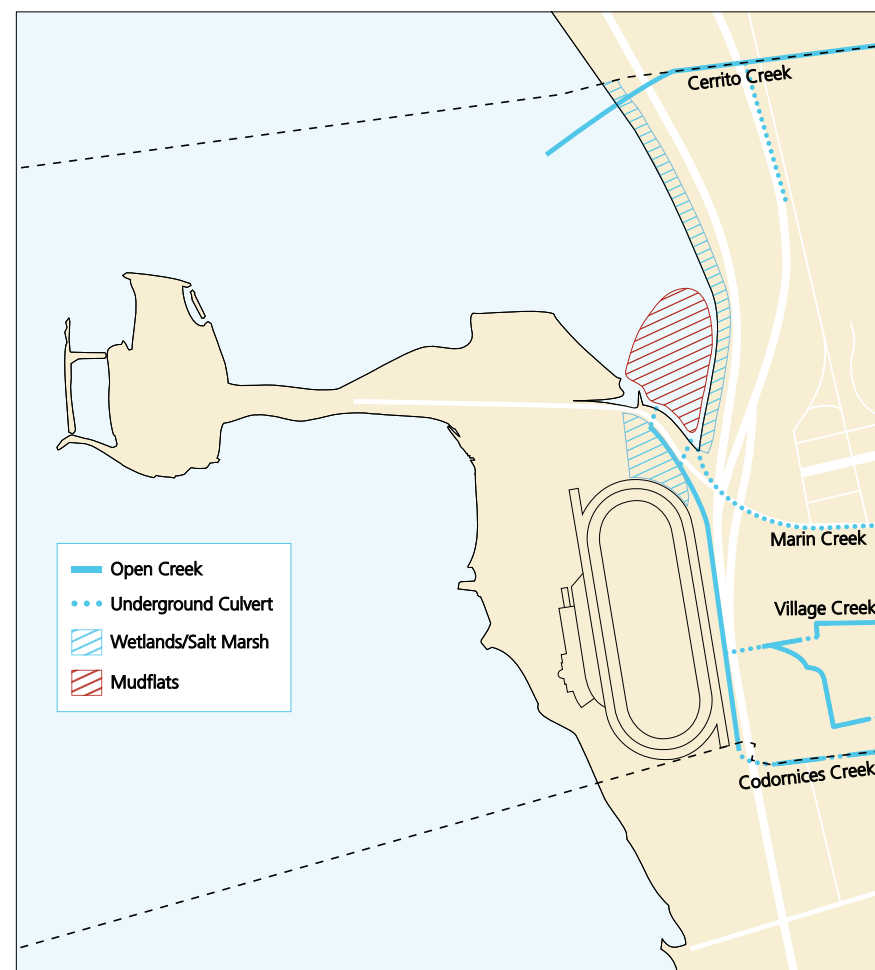 Cerrito Creek
Marin Creek
Open Creek
Underground Culvert
Village Creek
Wetlands/Salt Marsh
Mudflats
Codornices Creek